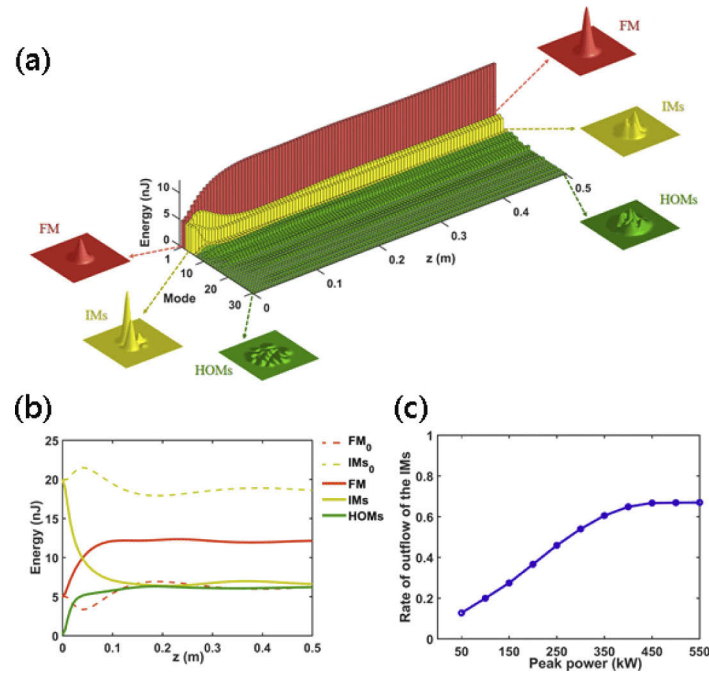 (a)
FM
IMs
HOMs
Energy (nJ)
10
5
0
1
10
20
30
Mode
0
0.1
0.2
0.3
0.4
0.5
z (m)
FM
IMs
HOMs
(b)
25
20
15
10
5
0
Energy (nJ)
0
0.1
0.2
0.3
0.4
0.5
z (m)
FM0
IMs0
FM
IMs
HOMs
(c)
1
0.8
0.6
0.4
0.2
0
Rate of outflow of the IMs
50
150
250
350
450
550
Peak power (kW)